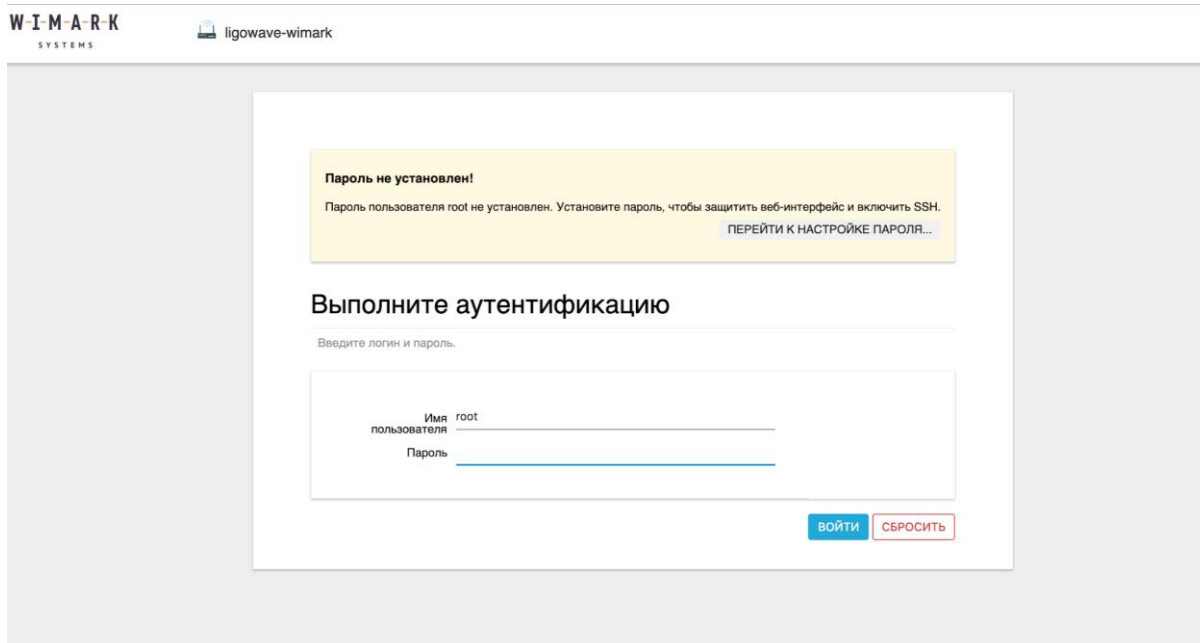 W-I-M-A-R-K
SYSTEMS
ligowave-wimark
Пароль не установлен!
Пароль пользователя root не установлен. Установите пароль, чтобы защитить веб-интерфейс и включить SSH.
ПЕРЕЙТИ К НАСТРОЙКЕ ПАРОЛЯ...
Выполните аутентификацию
Введите логин и пароль.
Имя
пользователя
root
Пароль
ВОЙТИ
СБРОСИТЬ